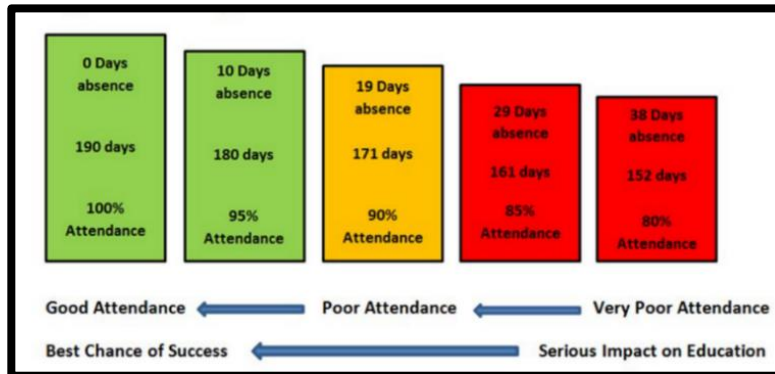 0 Days
absence
190 days
100%
Attendance
10 Days
absence
180 days
95%
Attendance
19 Days
absence
171 days
90%
Attendance
29 Days
absence
161 days
85%
Attendance
38 Days
absence
152 days
80%
Attendance
Good Attendance Poor Attendance Very Poor Attendance
Best Chance of Success Serious Impact on Education